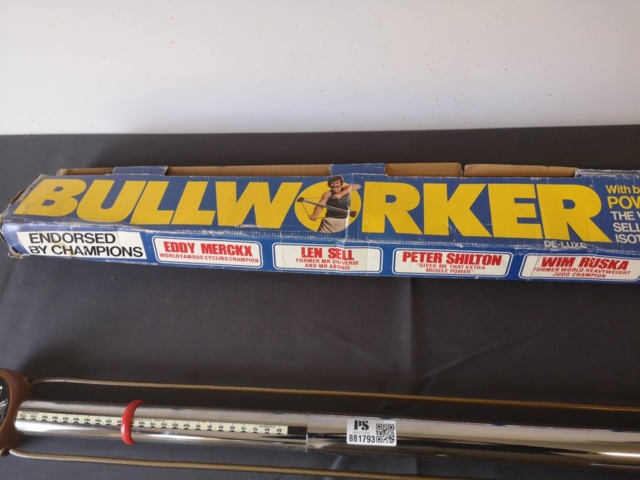 BULLWORKER
With b
POW
THE
SELL
ISOT
DE-LUXE
ENDORSED
BY CHAMPIONS
EDDY MERCKX
WORLD FAMOUS CYCLING CHAMPION
LEN SELL
FORMER MR UNIVERSE
AND MR ADONIS
PETER SHILTON
"GIVES ME THAT EXTRA
MUSCLE POWER"
WIM RUSKA
FORMER WORLD HEAVYWEIGHT
JUDO CHAMPION
PS
881793